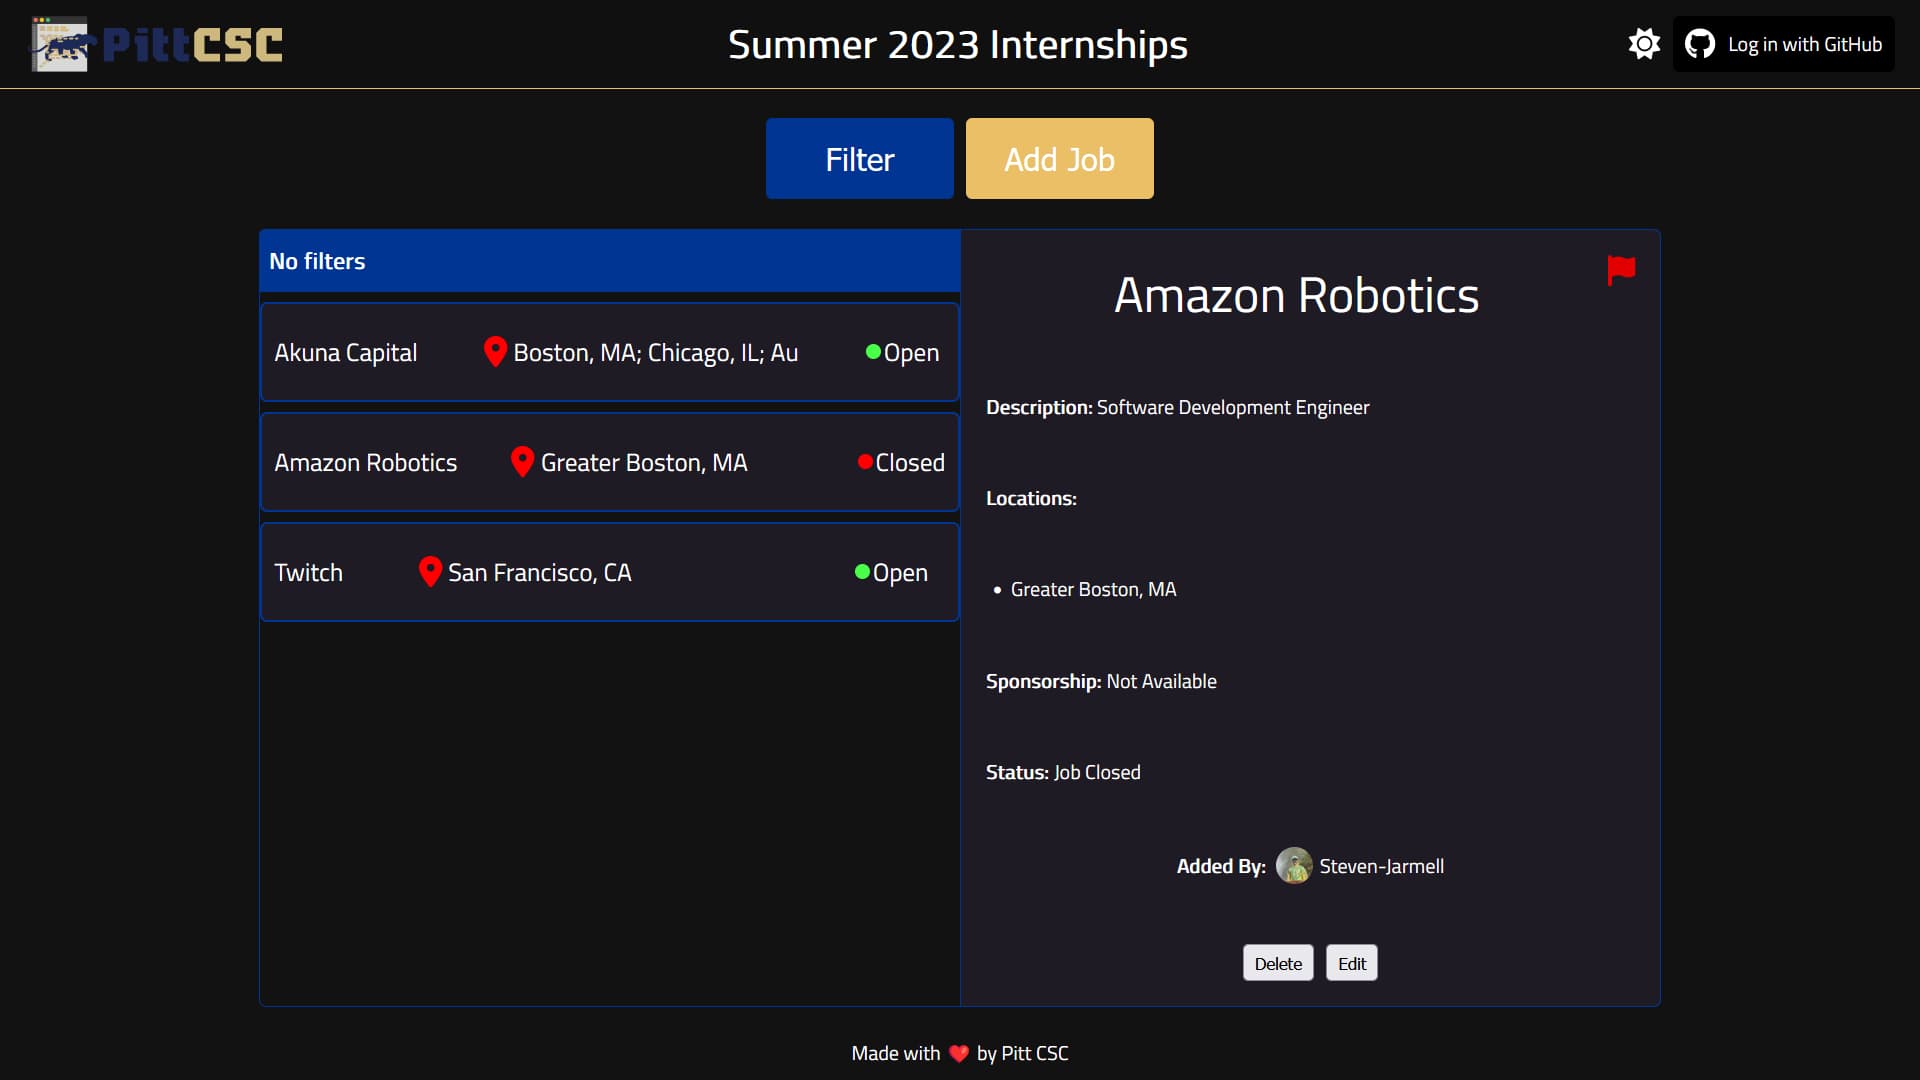 PittCSC
Summer 2023 Internships
Log in with GitHub
Filter
Add Job
No filters
Akuna Capital
Boston, MA; Chicago, IL; Au
Open
Amazon Robotics
Greater Boston, MA
Closed
Twitch
San Francisco, CA
Open
Amazon Robotics
Description: Software Development Engineer
Locations:
• Greater Boston, MA
Sponsorship: Not Available
Status: Job Closed
Added By: Steven-Jarmell
Delete
Edit
Made with ❤️ by Pitt CSC